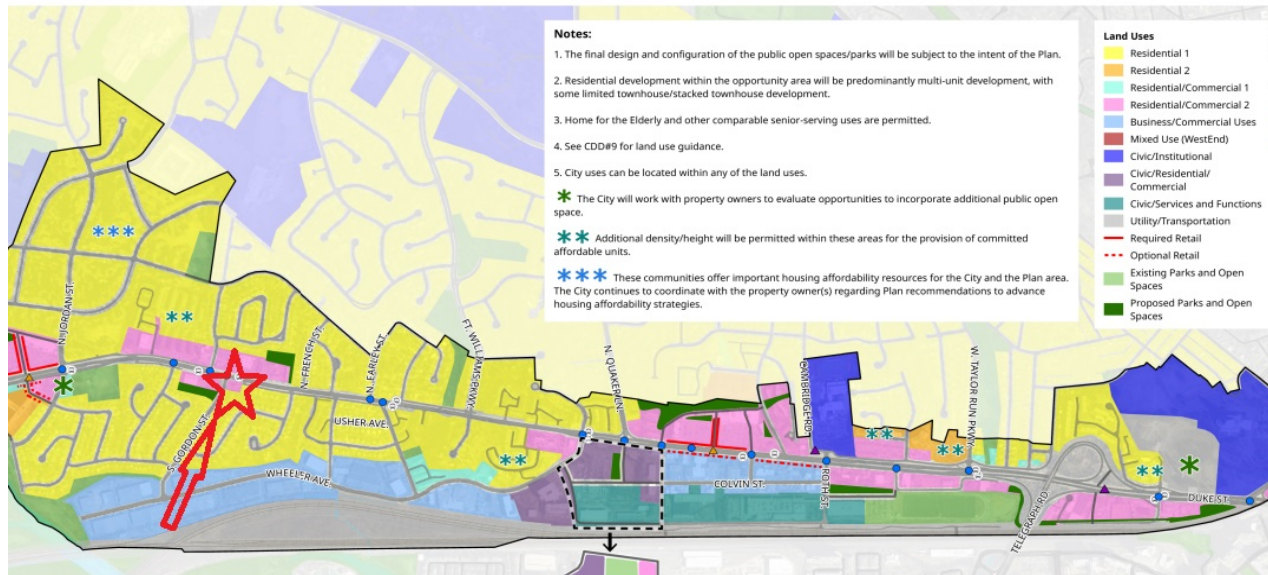 Notes:
1. The final design and configuration of the public open spaces/parks will be subject to the intent of the Plan.
2. Residential development within the opportunity area will be predominantly multi-unit development, with
some limited townhouse/stacked townhouse development.
3. Home for the Elderly and other comparable senior-serving uses are permitted.
4. See CDD#9 for land use guidance.
5. City uses can be located within any of the land uses.
* The City will work with property owners to evaluate opportunities to incorporate additional public open
space.
** Additional density/height will be permitted within these areas for the provision of committed
affordable units.
*** These communities offer important housing affordability resources for the City and the Plan area.
The City continues to coordinate with the property owner(s) regarding Plan recommendations to advance
housing affordability strategies.
Land Uses
Residential 1
Residential 2
Residential/Commercial 1
Residential/Commercial 2
Business/Commercial Uses
Mixed Use (WestEnd)
Civic/Institutional
Civic/Residential/
Commercial
Civic/Services and Functions
Utility/Transportation
Required Retail
Optional Retail
Existing Parks and Open
Spaces
Proposed Parks and Open
Spaces
***
**
N. JORDAN ST.
*
S. GORDON ST.
N. FRENCH ST.
N. EARLEY ST.
FT. WILLIAMS PKWY.
USHER AVE.
WHEELER AVE.
**
N. QUAKER LN.
CAMBRIDGE RD
W. TAYLOR RUN PKWY
**
**
COLVIN ST.
ROTH ST.
TELEGRAPH RD
**
*
DUKE ST.